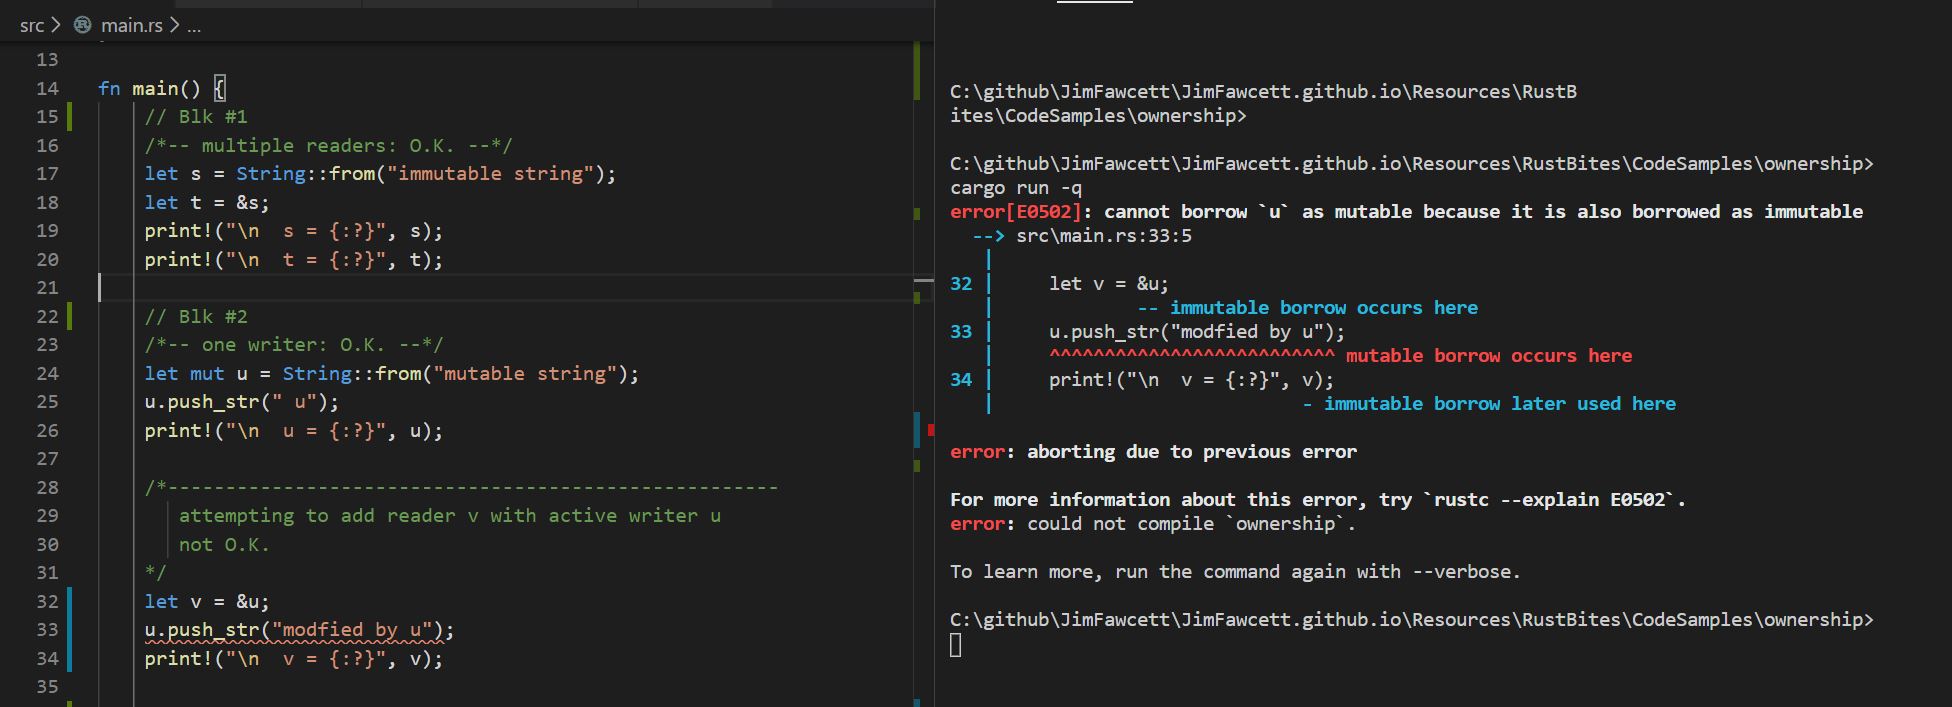 src > main.rs > ...
13
14 fn main() {
15     // Blk #1
16     /*-- multiple readers: O.K. --*/
17     let s = String::from("immutable string");
18     let t = &s;
19     print!("\n  s = {:?}", s);
20     print!("\n  t = {:?}", t);
21
22     // Blk #2
23     /*-- one writer: O.K. --*/
24     let mut u = String::from("mutable string");
25     u.push_str(" u");
26     print!("\n  u = {:?}", u);
27
28     /*-----------------------------------------------------
29        attempting to add reader v with active writer u
30        not O.K.
31     */
32     let v = &u;
33     u.push_str("modfied by u");
34     print!("\n  v = {:?}", v);
35
C:\github\JimFawcett\JimFawcett.github.io\Resources\RustB
ites\CodeSamples\ownership>
C:\github\JimFawcett\JimFawcett.github.io\Resources\RustBites\CodeSamples\ownership>
cargo run -q
error[E0502]: cannot borrow `u` as mutable because it is also borrowed as immutable
  --> src\main.rs:33:5
   |
32 |     let v = &u;
   |             -- immutable borrow occurs here
33 |     u.push_str("modfied by u");
   |     ^^^^^^^^^^^^^^^^^^^^^^^^^^ mutable borrow occurs here
34 |     print!("\n  v = {:?}", v);
   |                            - immutable borrow later used here
error: aborting due to previous error
For more information about this error, try `rustc --explain E0502`.
error: could not compile `ownership`.
To learn more, run the command again with --verbose.
C:\github\JimFawcett\JimFawcett.github.io\Resources\RustBites\CodeSamples\ownership>